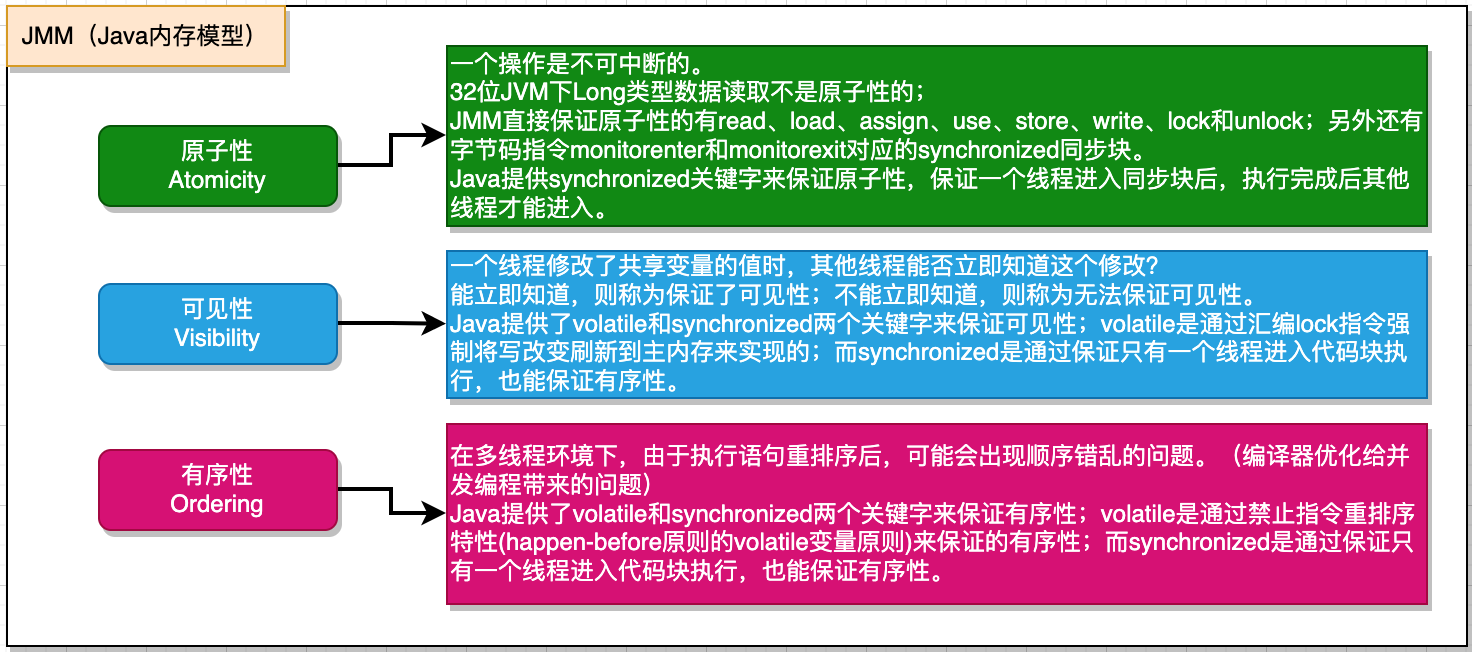 JMM（Java内存模型）
原子性
Atomicity
一个操作是不可中断的。
32位JVM下Long类型数据读取不是原子性的；
JMM直接保证原子性的有read、load、assign、use、store、write、lock和unlock；另外还有
字节码指令monitorenter和monitorexit对应的synchronized同步块。
Java提供synchronized关键字来保证原子性，保证一个线程进入同步块后，执行完成后其他
线程才能进入。
可见性
Visibility
一个线程修改了共享变量的值时，其他线程能否立即知道这个修改?
能立即知道，则称为保证了可见性；不能立即知道，则称为无法保证可见性。
Java提供了volatile和synchronized两个关键字来保证可见性；volatile是通过汇编lock指令强
制将写改变刷新到主内存来实现的；而synchronized是通过保证只有一个线程进入代码块执
行，也能保证有序性。
有序性
Ordering
在多线程环境下，由于执行语句重排序后，可能会出现顺序错乱的问题。（编译器优化给并
发编程带来的问题）
Java提供了volatile和synchronized两个关键字来保证有序性；volatile是通过禁止指令重排序
特性(happen-before原则的volatile变量原则)来保证的有序性；而synchronized是通过保证只
有一个线程进入代码块执行，也能保证有序性。